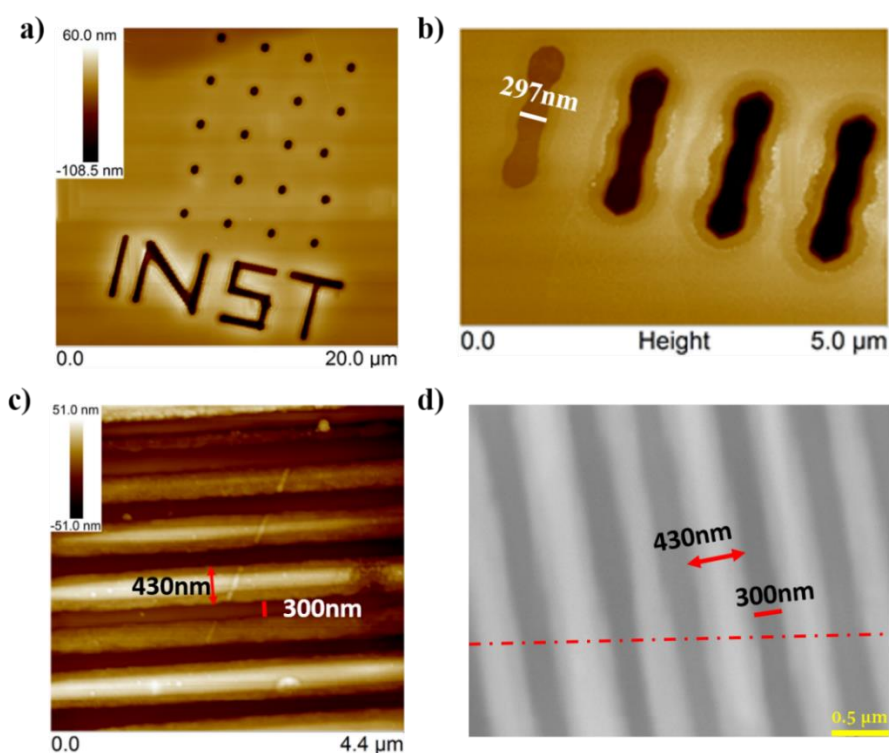 a)
60.0 nm
-108.5 nm
INST
0.0
20.0 µm
b)
297nm
0.0
Height
5.0 µm
c)
51.0 nm
-51.0 nm
430nm
300nm
0.0
4.4 µm
d)
430nm
300nm
0.5 µm